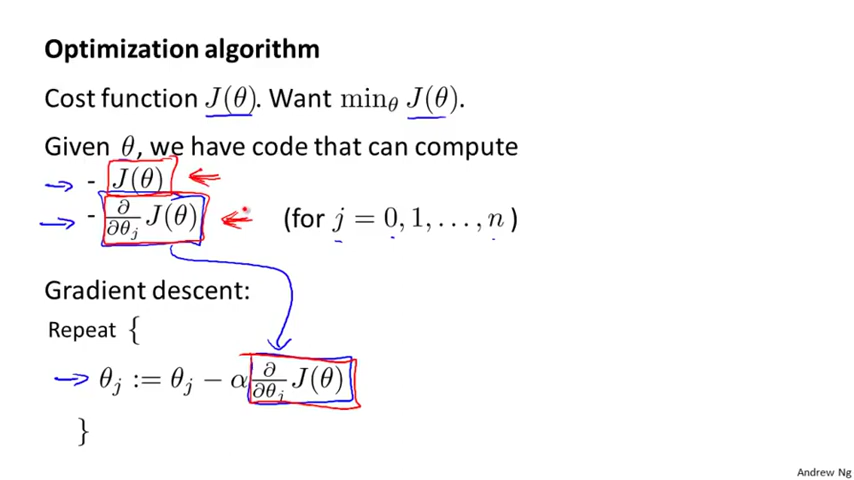 Optimization algorithm
Cost function J(θ). Want min_θ J(θ).
Given θ, we have code that can compute
- J(θ)
- ∂/∂θ_j J(θ) (for j = 0, 1, . . . , n )
Gradient descent:
Repeat {
θ_j := θ_j − α ∂/∂θ_j J(θ)
}
Andrew Ng